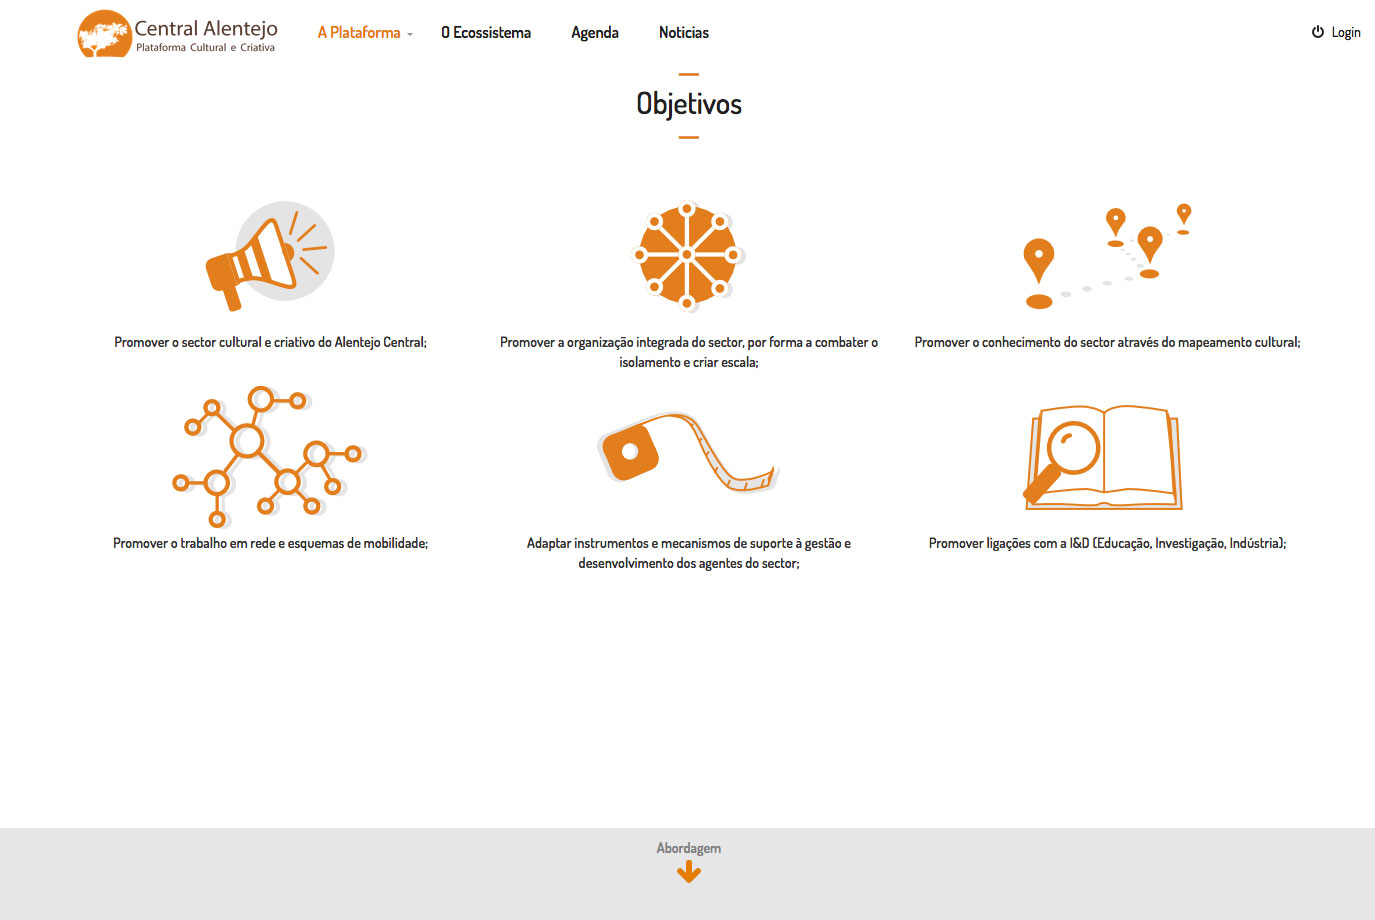 Central Alentejo
Plataforma Cultural e Criativa
A Plataforma
O Ecossistema
Agenda
Noticias
Login
Objetivos
Promover o sector cultural e criativo do Alentejo Central;
Promover a organização integrada do sector, por forma a combater o
isolamento e criar escala;
Promover o conhecimento do sector através do mapeamento cultural;
Promover o trabalho em rede e esquemas de mobilidade;
Adaptar instrumentos e mecanismos de suporte à gestão e
desenvolvimento dos agentes do sector;
Promover ligações com a I&D (Educação, Investigação, Indústria);
Abordagem